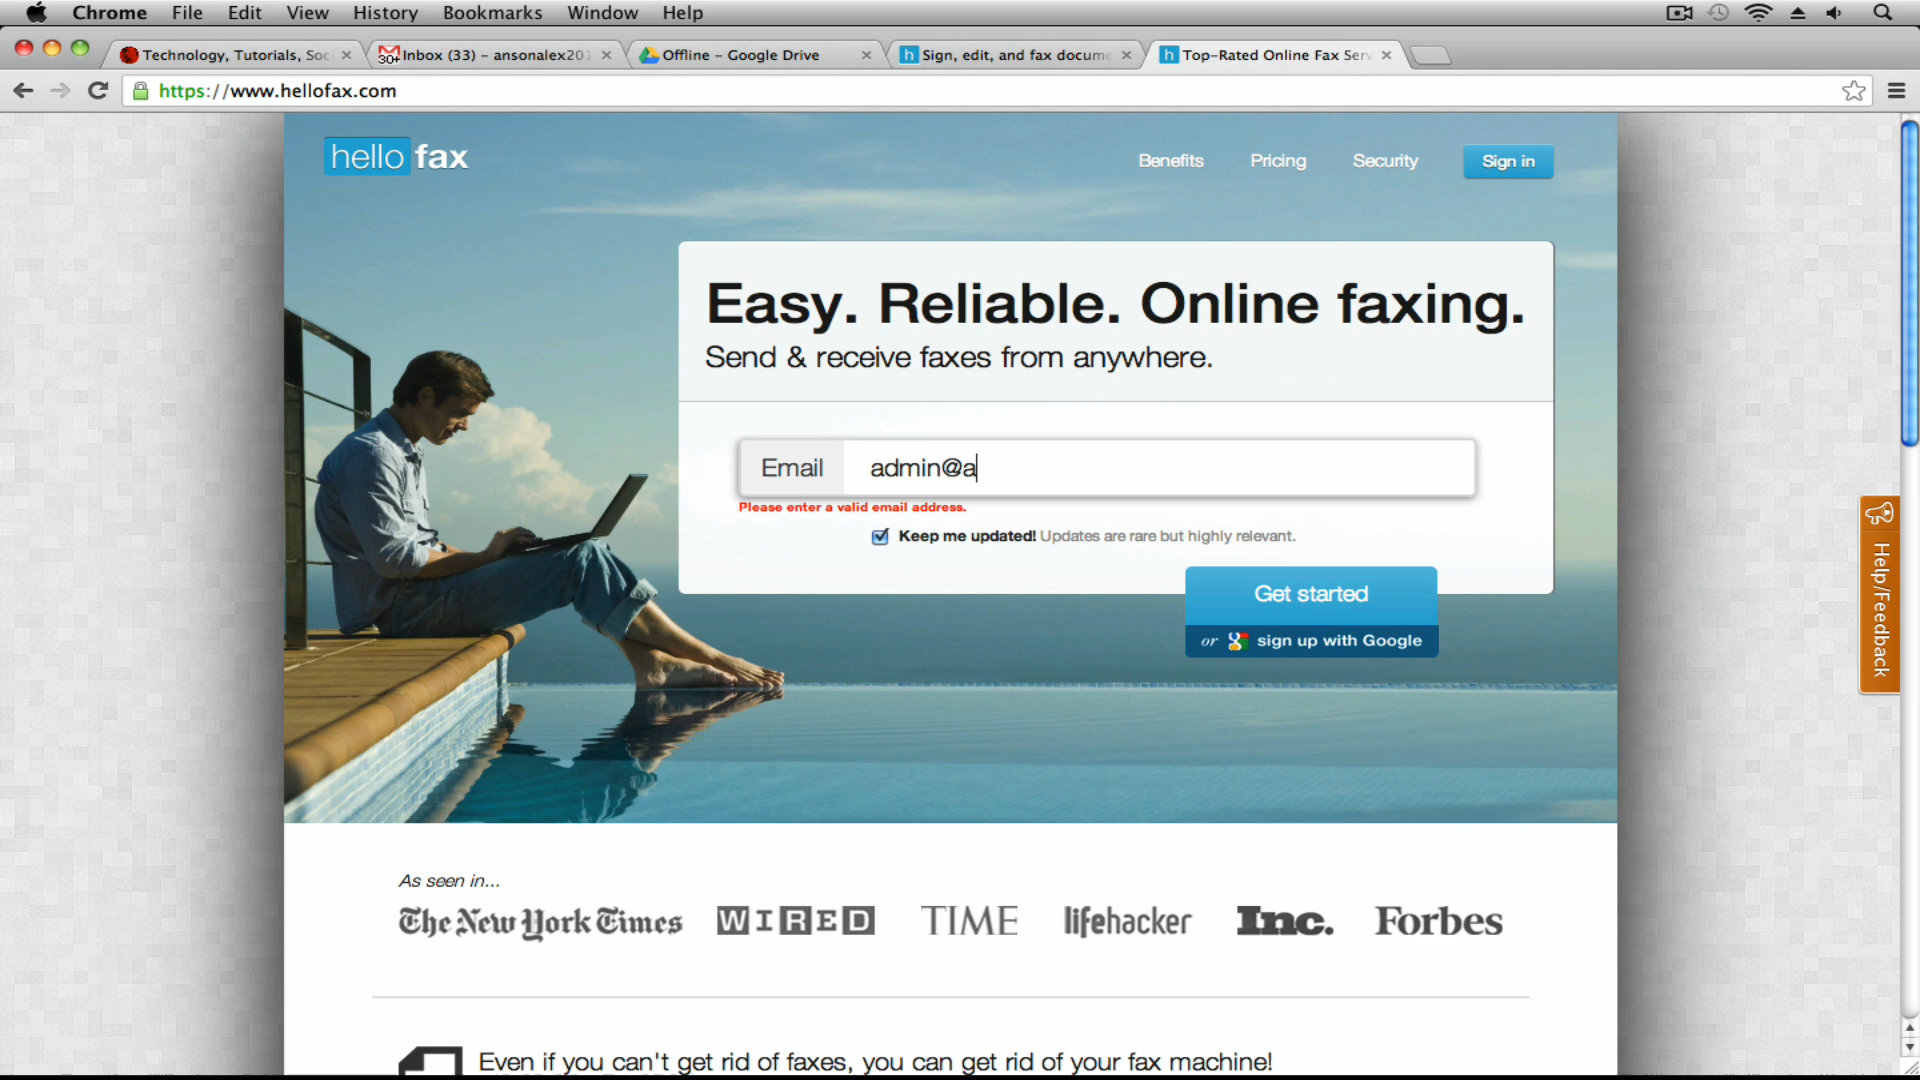 Chrome File Edit View History Bookmarks Window Help
Technology, Tutorials, Soc
30+ Inbox (33) – ansonalex201
Offline – Google Drive
h Sign, edit, and fax docume
h Top-Rated Online Fax Serv
https://www.hellofax.com
hello fax
Benefits Pricing Security Sign in
Easy. Reliable. Online faxing.
Send & receive faxes from anywhere.
Email admin@a
Please enter a valid email address.
Keep me updated! Updates are rare but highly relevant.
Get started
or sign up with Google
Help/Feedback
As seen in...
The New York Times WIRED TIME lifehacker Inc. Forbes
Even if you can't get rid of faxes, you can get rid of your fax machine!